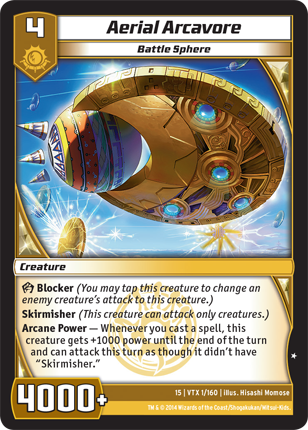 4
Aerial Arcavore
Battle Sphere
Creature
Blocker (You may tap this creature to change an
enemy creature's attack to this creature.)
Skirmisher (This creature can attack only creatures.)
Arcane Power — Whenever you cast a spell, this
creature gets +1000 power until the end of the turn
and can attack this turn as though it didn't have
"Skirmisher."
4000+
15 | VTX 1/160 | illus. Hisashi Momose
TM & © 2014 Wizards of the Coast/Shogakukan/Mitsui-Kids.